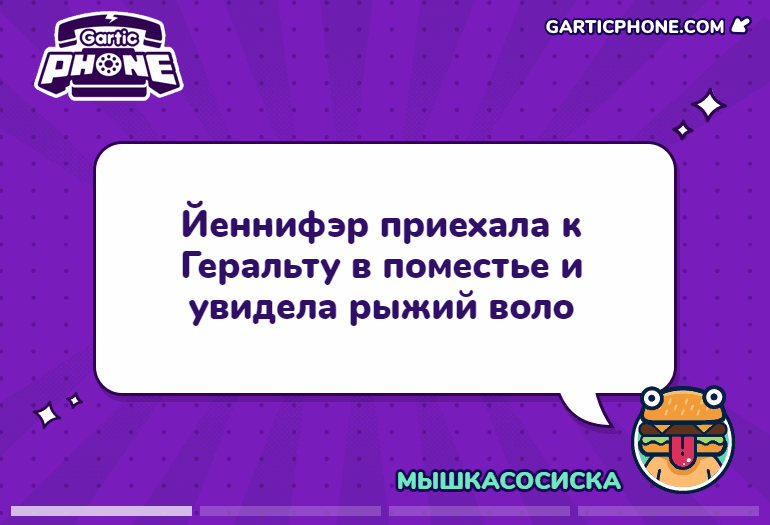 Gartic
PHONE
GARTICPHONE.COM
Йеннифэр приехала к
Геральту в поместье и
увидела рыжий воло
МЫШКАСОСИСКА